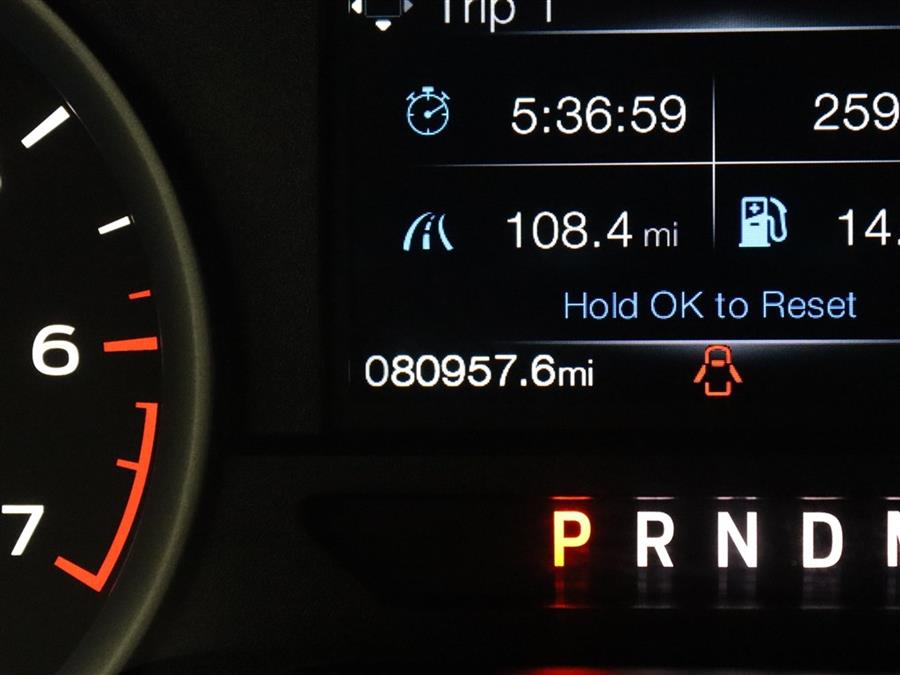 Trip 1
5:36:59 259
108.4 mi 14.
Hold OK to Reset
080957.6mi
6
7
P R N D